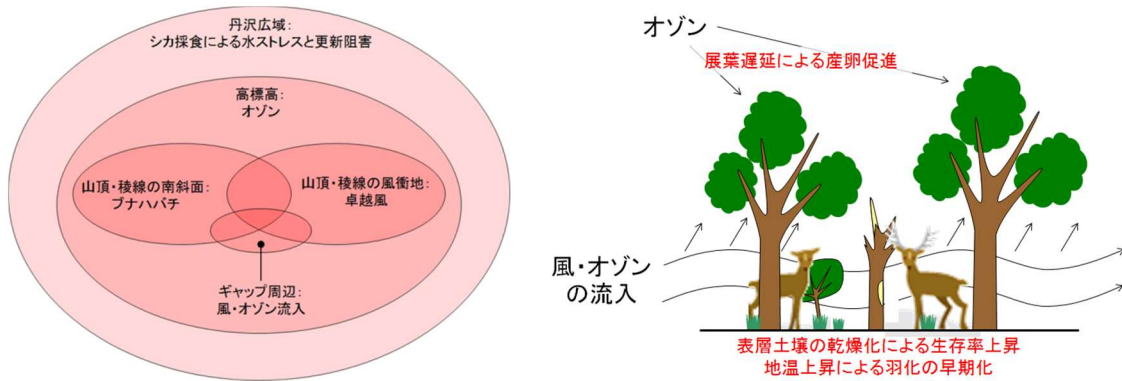 丹沢広域:
シカ採食による水ストレスと更新阻害
高標高:
オゾン
山頂・稜線の南斜面:
ブナハバチ
山頂・稜線の風衝地:
卓越風
ギャップ周辺:
風・オゾン流入
オゾン
展葉遅延による産卵促進
風・オゾン
の流入
表層土壌の乾燥化による生存率上昇
地温上昇による羽化の早期化